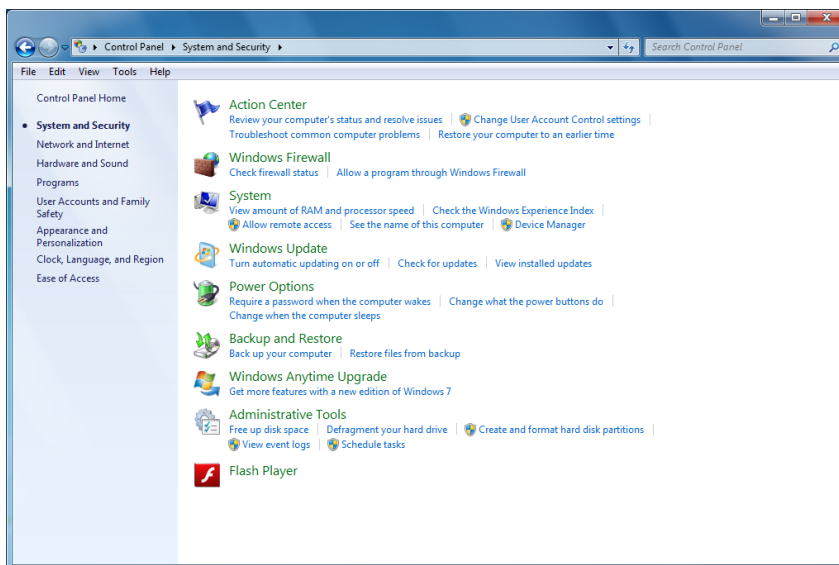 Control Panel System and Security Search Control Panel
File Edit View Tools Help
Control Panel Home
System and Security
Network and Internet
Hardware and Sound
Programs
User Accounts and Family
Safety
Appearance and
Personalization
Clock, Language, and Region
Ease of Access
Action Center
Review your computer's status and resolve issues Change User Account Control settings
Troubleshoot common computer problems Restore your computer to an earlier time
Windows Firewall
Check firewall status Allow a program through Windows Firewall
System
View amount of RAM and processor speed Check the Windows Experience Index
Allow remote access See the name of this computer Device Manager
Windows Update
Turn automatic updating on or off Check for updates View installed updates
Power Options
Require a password when the computer wakes Change what the power buttons do
Change when the computer sleeps
Backup and Restore
Back up your computer Restore files from backup
Windows Anytime Upgrade
Get more features with a new edition of Windows 7
Administrative Tools
Free up disk space Defragment your hard drive Create and format hard disk partitions
View event logs Schedule tasks
Flash Player